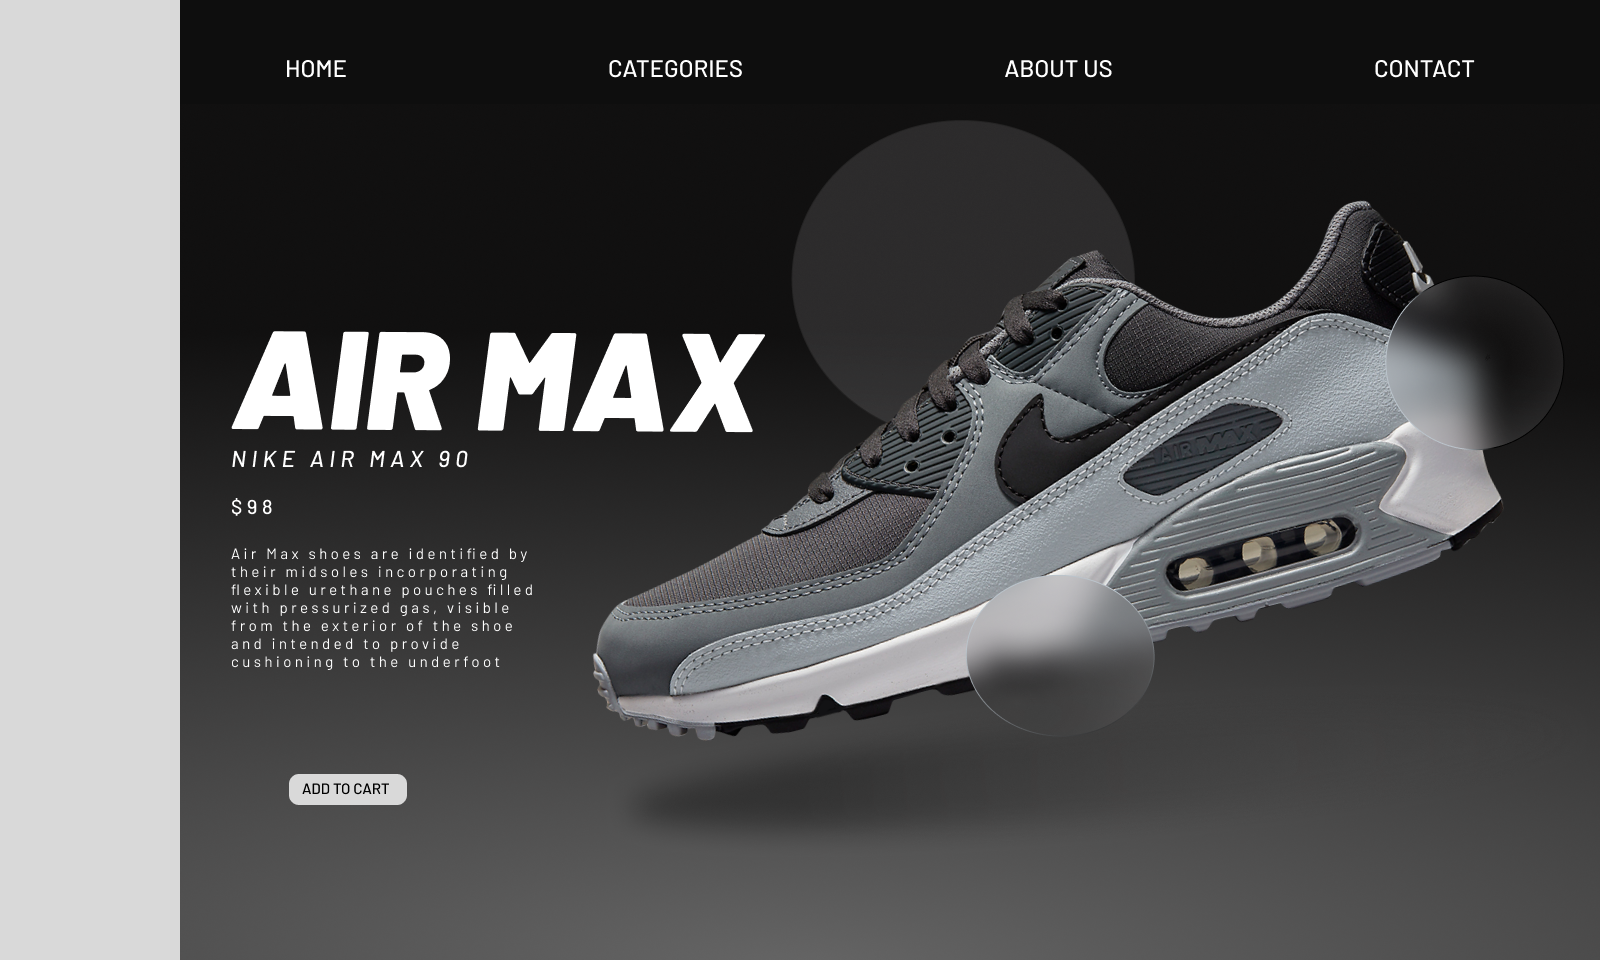 HOME CATEGORIES ABOUT US CONTACT
AIR MAX
NIKE AIR MAX 90
$98
Air Max shoes are identified by
their midsoles incorporating
flexible urethane pouches filled
with pressurized gas, visible
from the exterior of the shoe
and intended to provide
cushioning to the underfoot
AIR MAX
ADD TO CART